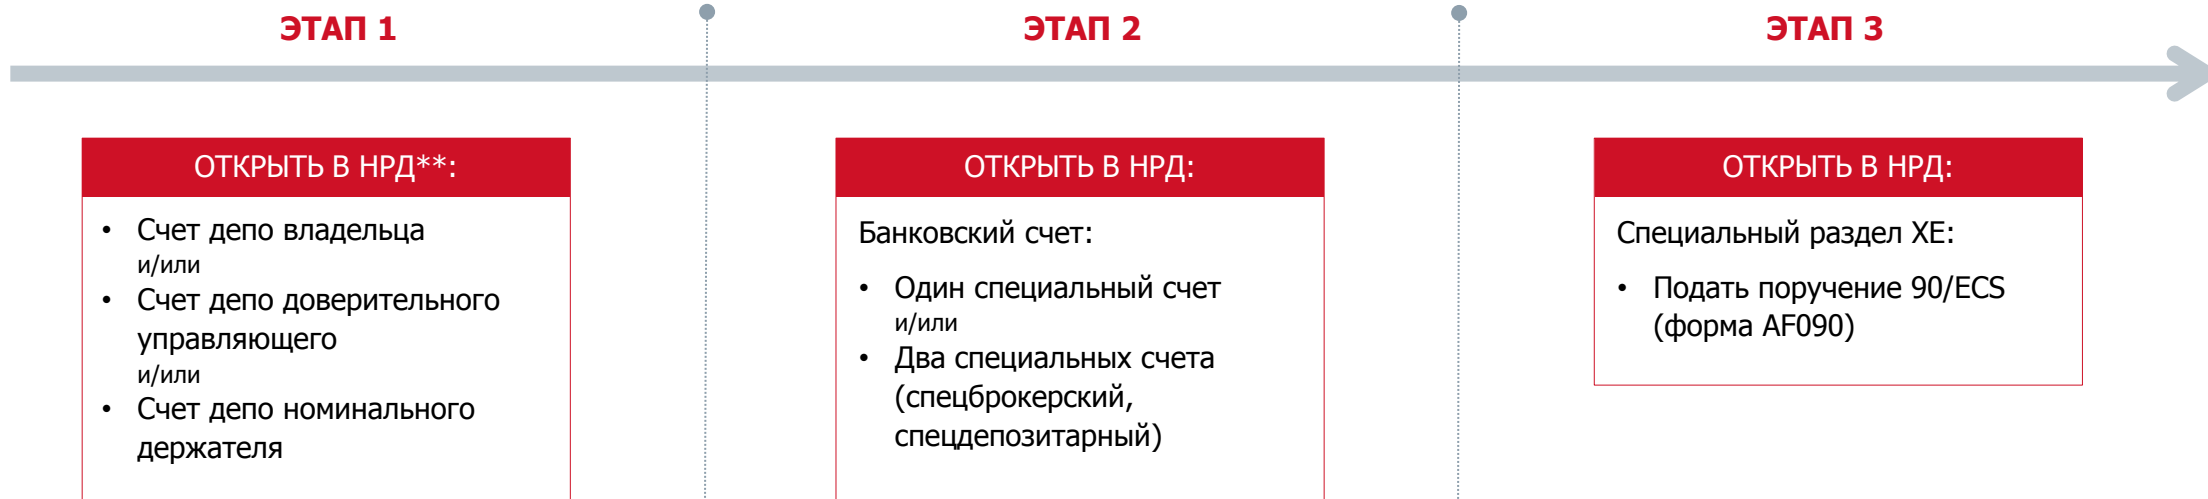 ЭТАП 1
ЭТАП 2
ЭТАП 3
ОТКРЫТЬ В НРД**:
• Счет депо владельца
и/или
• Счет депо доверительного
управляющего
и/или
• Счет депо номинального
держателя
ОТКРЫТЬ В НРД:
Банковский счет:
• Один специальный счет
и/или
• Два специальных счета
(спецброкерский,
спецдепозитарный)
ОТКРЫТЬ В НРД:
Специальный раздел ХЕ:
• Подать поручение 90/ECS
(форма AF090)